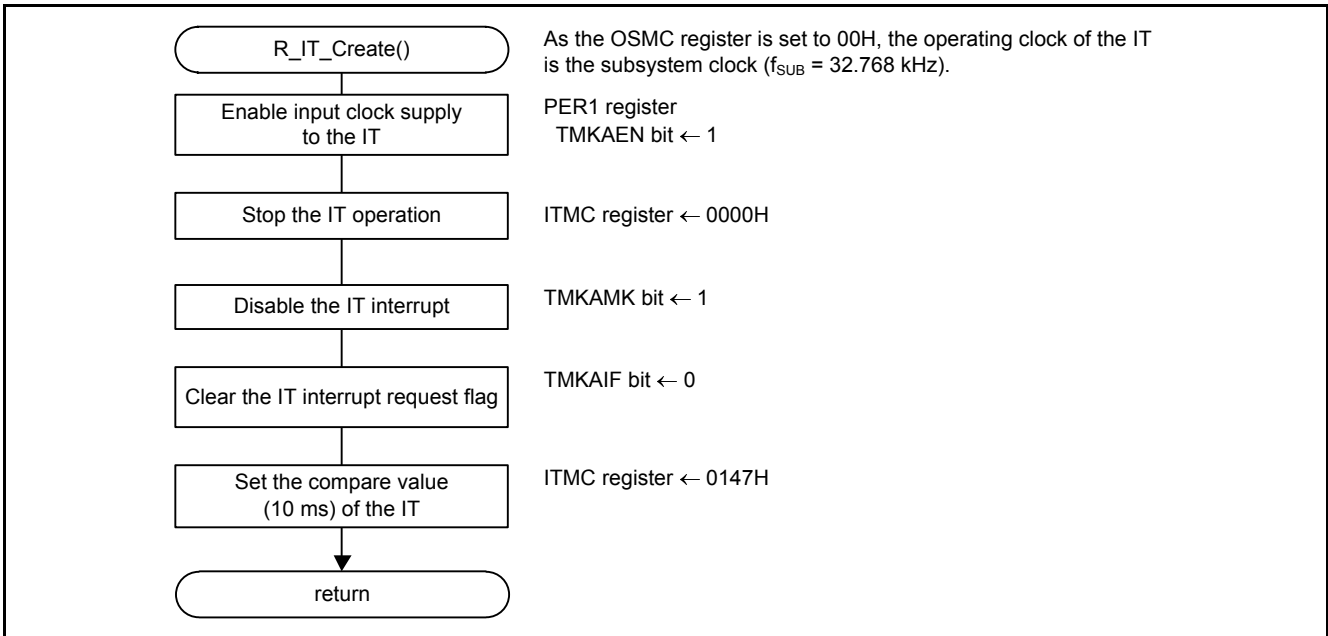 R_IT_Create()
As the OSMC register is set to 00H, the operating clock of the IT
is the subsystem clock (fSUB = 32.768 kHz).
Enable input clock supply
to the IT
PER1 register
TMKAEN bit ← 1
Stop the IT operation
ITMC register ← 0000H
Disable the IT interrupt
TMKAMK bit ← 1
Clear the IT interrupt request flag
TMKAIF bit ← 0
Set the compare value
(10 ms) of the IT
ITMC register ← 0147H
return